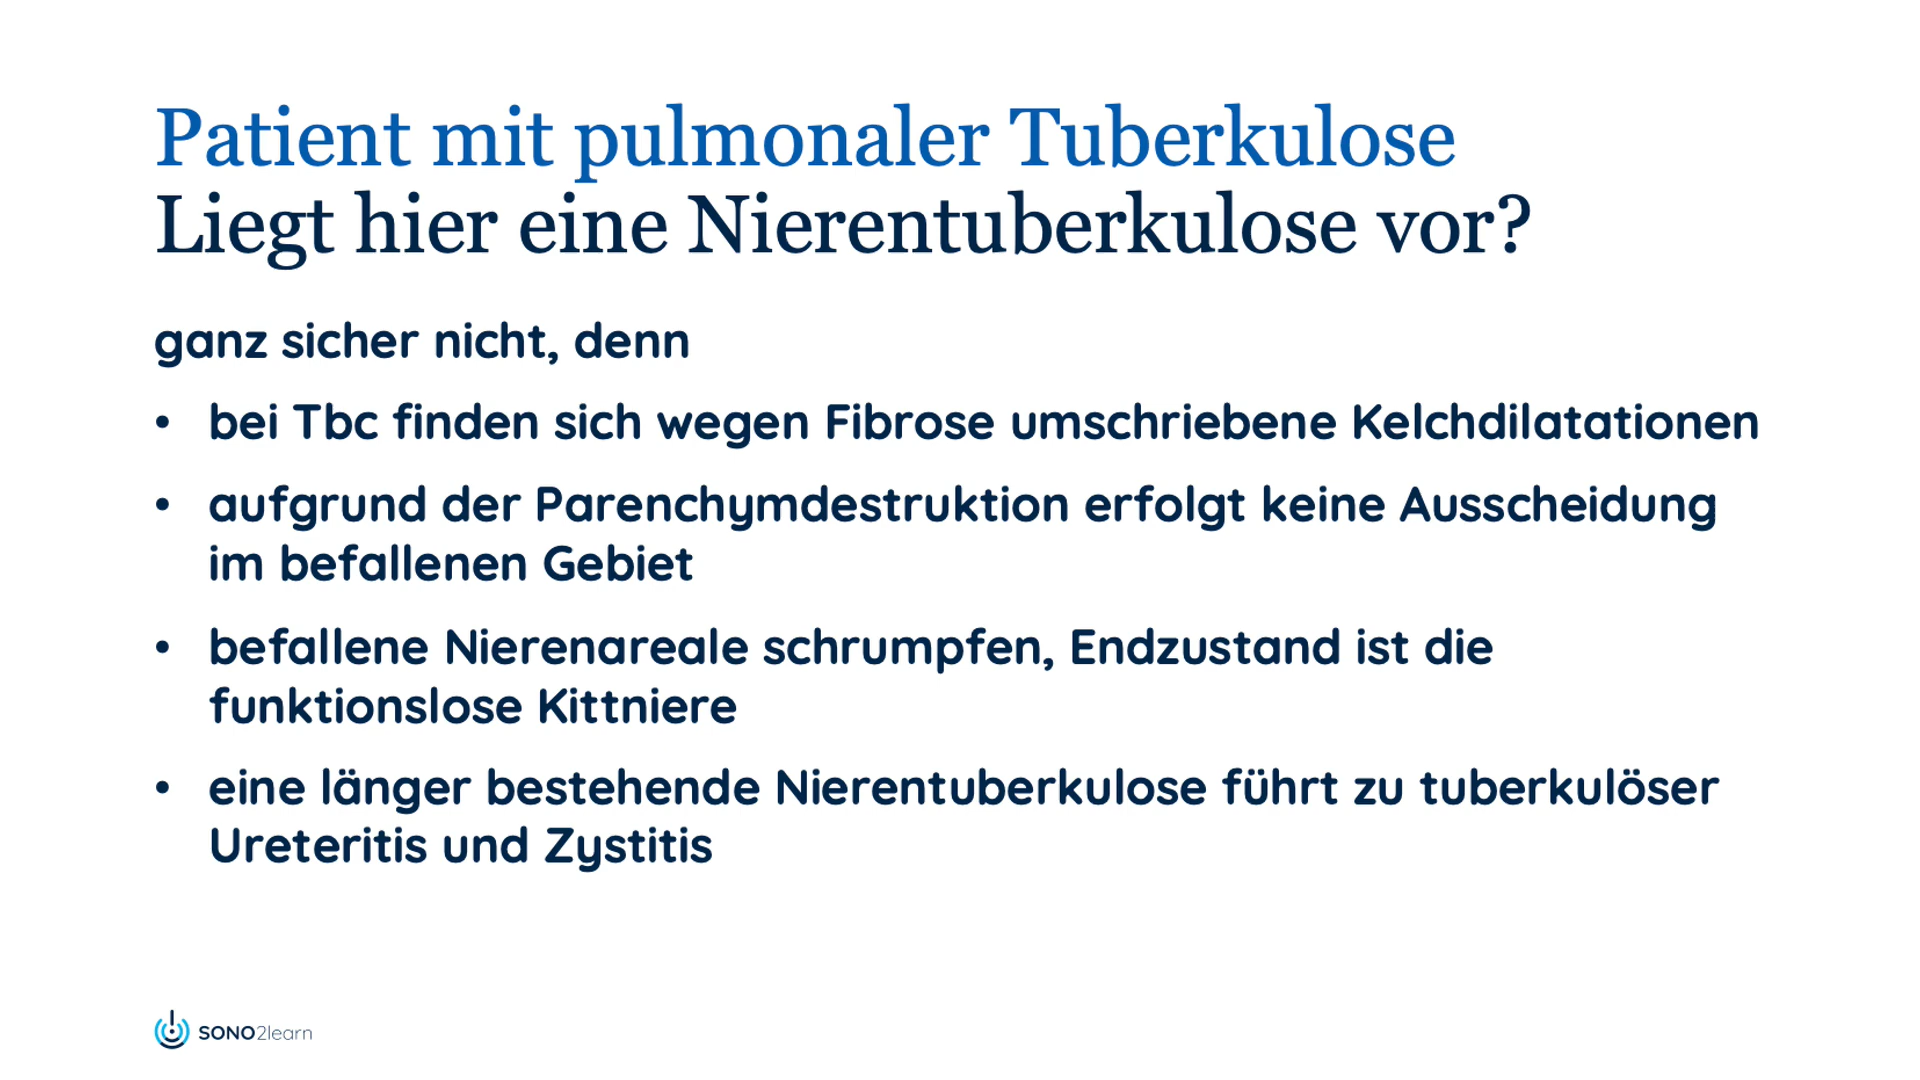 Patient mit pulmonaler Tuberkulose
Liegt hier eine Nierentuberkulose vor?
ganz sicher nicht, denn
• bei Tbc finden sich wegen Fibrose umschriebene Kelchdilatationen
• aufgrund der Parenchymdestruktion erfolgt keine Ausscheidung
im befallenen Gebiet
• befallene Nierenareale schrumpfen, Endzustand ist die
funktionslose Kittniere
• eine länger bestehende Nierentuberkulose führt zu tuberkulöser
Ureteritis und Zystitis
SONO2learn